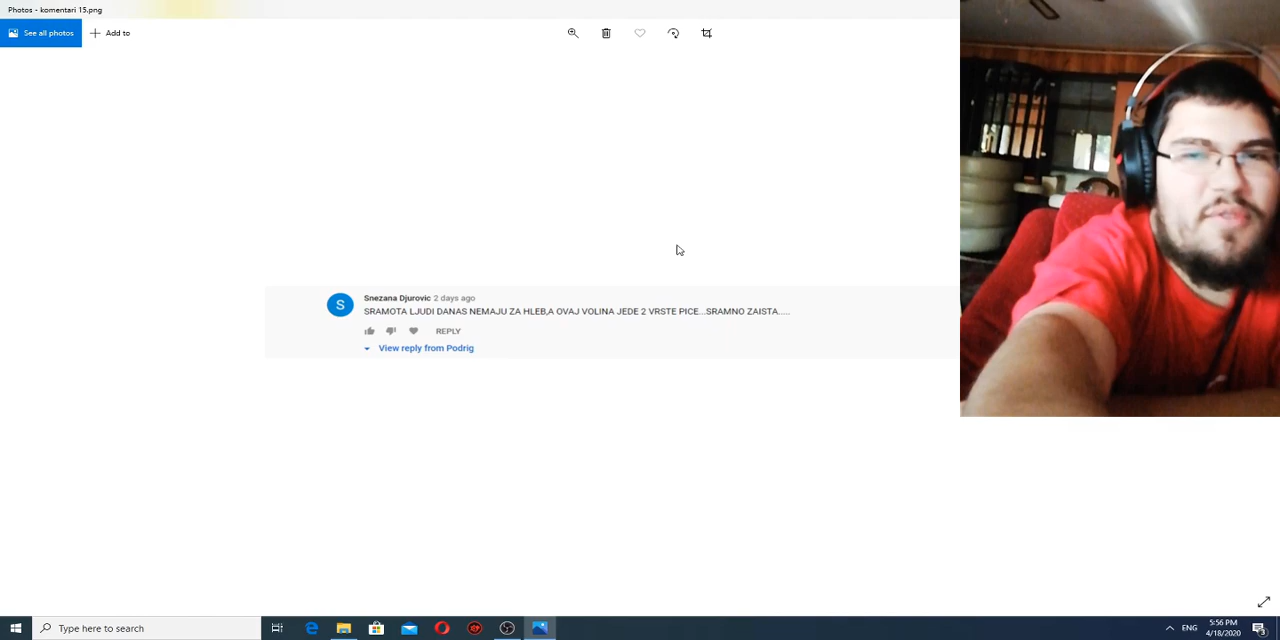 Photos - komentari 15.png
See all photos
Add to
S
Snezana Djurovic 2 days ago
SRAMOTA LJUDI DANAS NEMAJU ZA HLEB,A OVAJ VOLINA JEDE 2 VRSTE PICE...SRAMNO ZAISTA.....
REPLY
View reply from Podrig
Type here to search
ENG
5:56 PM
4/18/2020
3